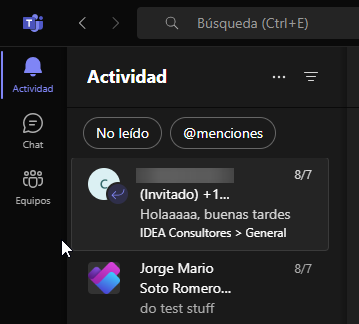 Búsqueda (Ctrl+E)
Actividad
Actividad
Chat
Equipos
No leído
@menciones
C
8/7
(Invitado) +1...
Holaaaaa, buenas tardes
IDEA Consultores > General
Jorge Mario
8/7
Soto Romero...
do test stuff